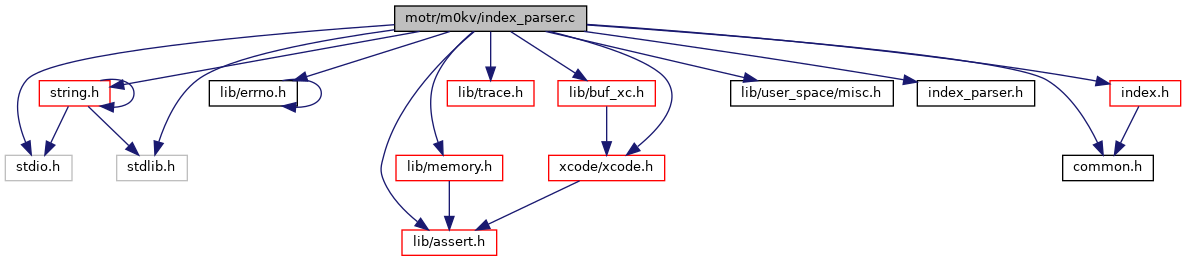 motr/m0kv/index_parser.c
string.h
lib/errno.h
lib/trace.h
lib/buf_xc.h
lib/user_space/misc.h
index_parser.h
index.h
stdio.h
stdlib.h
lib/memory.h
xcode/xcode.h
common.h
lib/assert.h